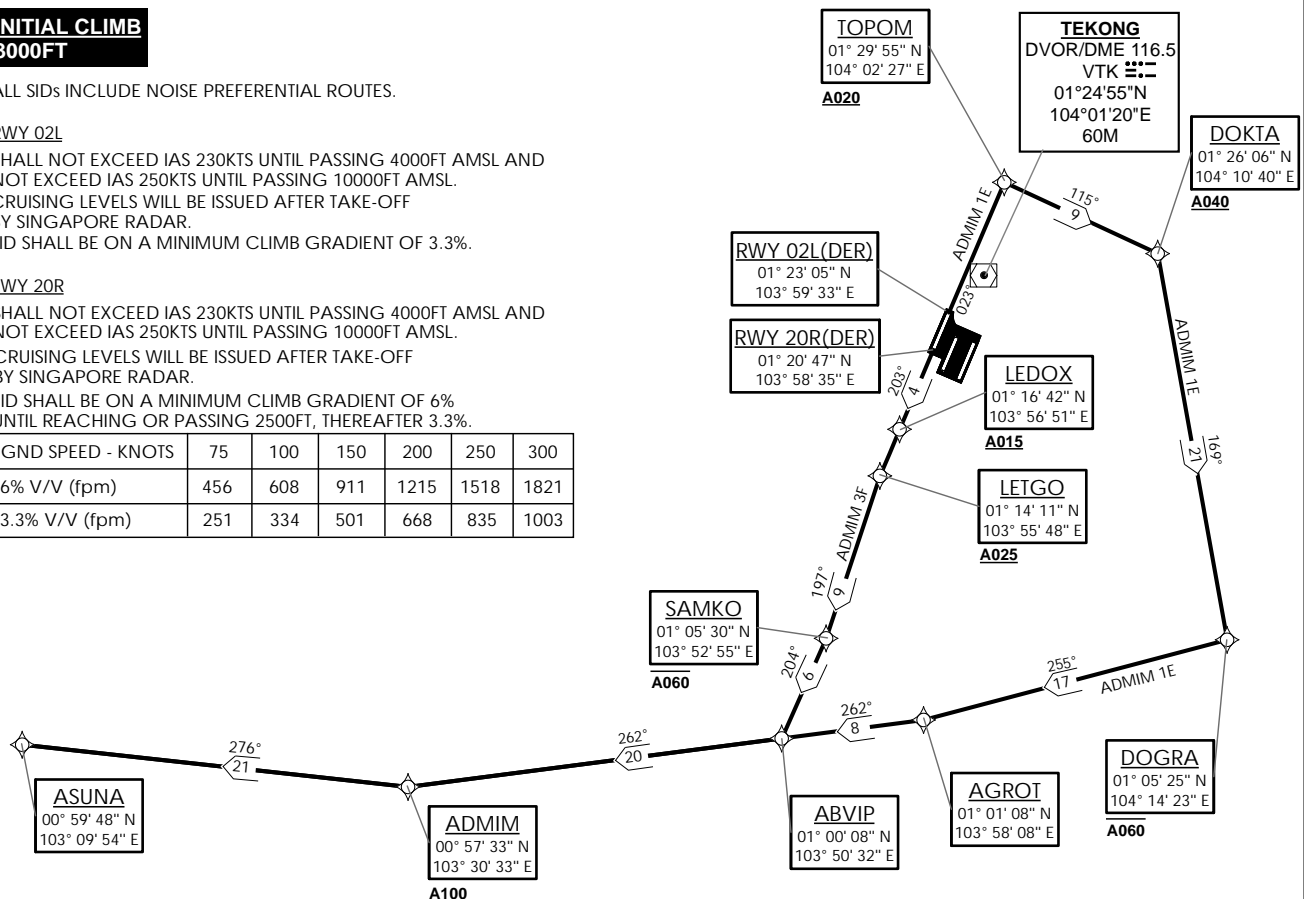 NITIAL CLIMB
3000FT
ALL SIDs INCLUDE NOISE PREFERENTIAL ROUTES.
RWY 02L
HALL NOT EXCEED IAS 230KTS UNTIL PASSING 4000FT AMSL AND
NOT EXCEED IAS 250KTS UNTIL PASSING 10000FT AMSL.
CRUISING LEVELS WILL BE ISSUED AFTER TAKE-OFF
BY SINGAPORE RADAR.
ID SHALL BE ON A MINIMUM CLIMB GRADIENT OF 3.3%.
WY 20R
SHALL NOT EXCEED IAS 230KTS UNTIL PASSING 4000FT AMSL AND
NOT EXCEED IAS 250KTS UNTIL PASSING 10000FT AMSL.
CRUISING LEVELS WILL BE ISSUED AFTER TAKE-OFF
BY SINGAPORE RADAR.
ID SHALL BE ON A MINIMUM CLIMB GRADIENT OF 6%
UNTIL REACHING OR PASSING 2500FT, THEREAFTER 3.3%.
GND SPEED - KNOTS 75 100 150 200 250 300
6% V/V (fpm) 456 608 911 1215 1518 1821
3.3% V/V (fpm) 251 334 501 668 835 1003
TOPOM
01° 29' 55" N
104° 02' 27" E
A020
TEKONG
DVOR/DME 116.5
VTK
01°24'55"N
104°01'20"E
60M
DOKTA
01° 26' 06" N
104° 10' 40" E
A040
115°
9
ADMIM 1E
023°
RWY 02L(DER)
01° 23' 05" N
103° 59' 33" E
RWY 20R(DER)
01° 20' 47" N
103° 58' 35" E
203°
4
LEDOX
01° 16' 42" N
103° 56' 51" E
A015
ADMIM 1E
169°
21
LETGO
01° 14' 11" N
103° 55' 48" E
A025
ADMIM 3F
197°
9
SAMKO
01° 05' 30" N
103° 52' 55" E
A060
204°
6
255°
17
ADMIM 1E
262°
8
262°
20
276°
21
ASUNA
00° 59' 48" N
103° 09' 54" E
ADMIM
00° 57' 33" N
103° 30' 33" E
A100
ABVIP
01° 00' 08" N
103° 50' 32" E
AGROT
01° 01' 08" N
103° 58' 08" E
DOGRA
01° 05' 25" N
104° 14' 23" E
A060